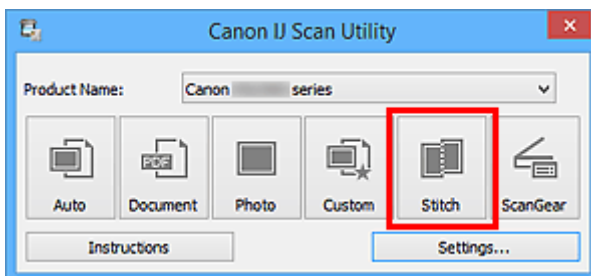 Canon IJ Scan Utility
Product Name: Canon series
PDF
Auto Document Photo Custom Stitch ScanGear
Instructions Settings...